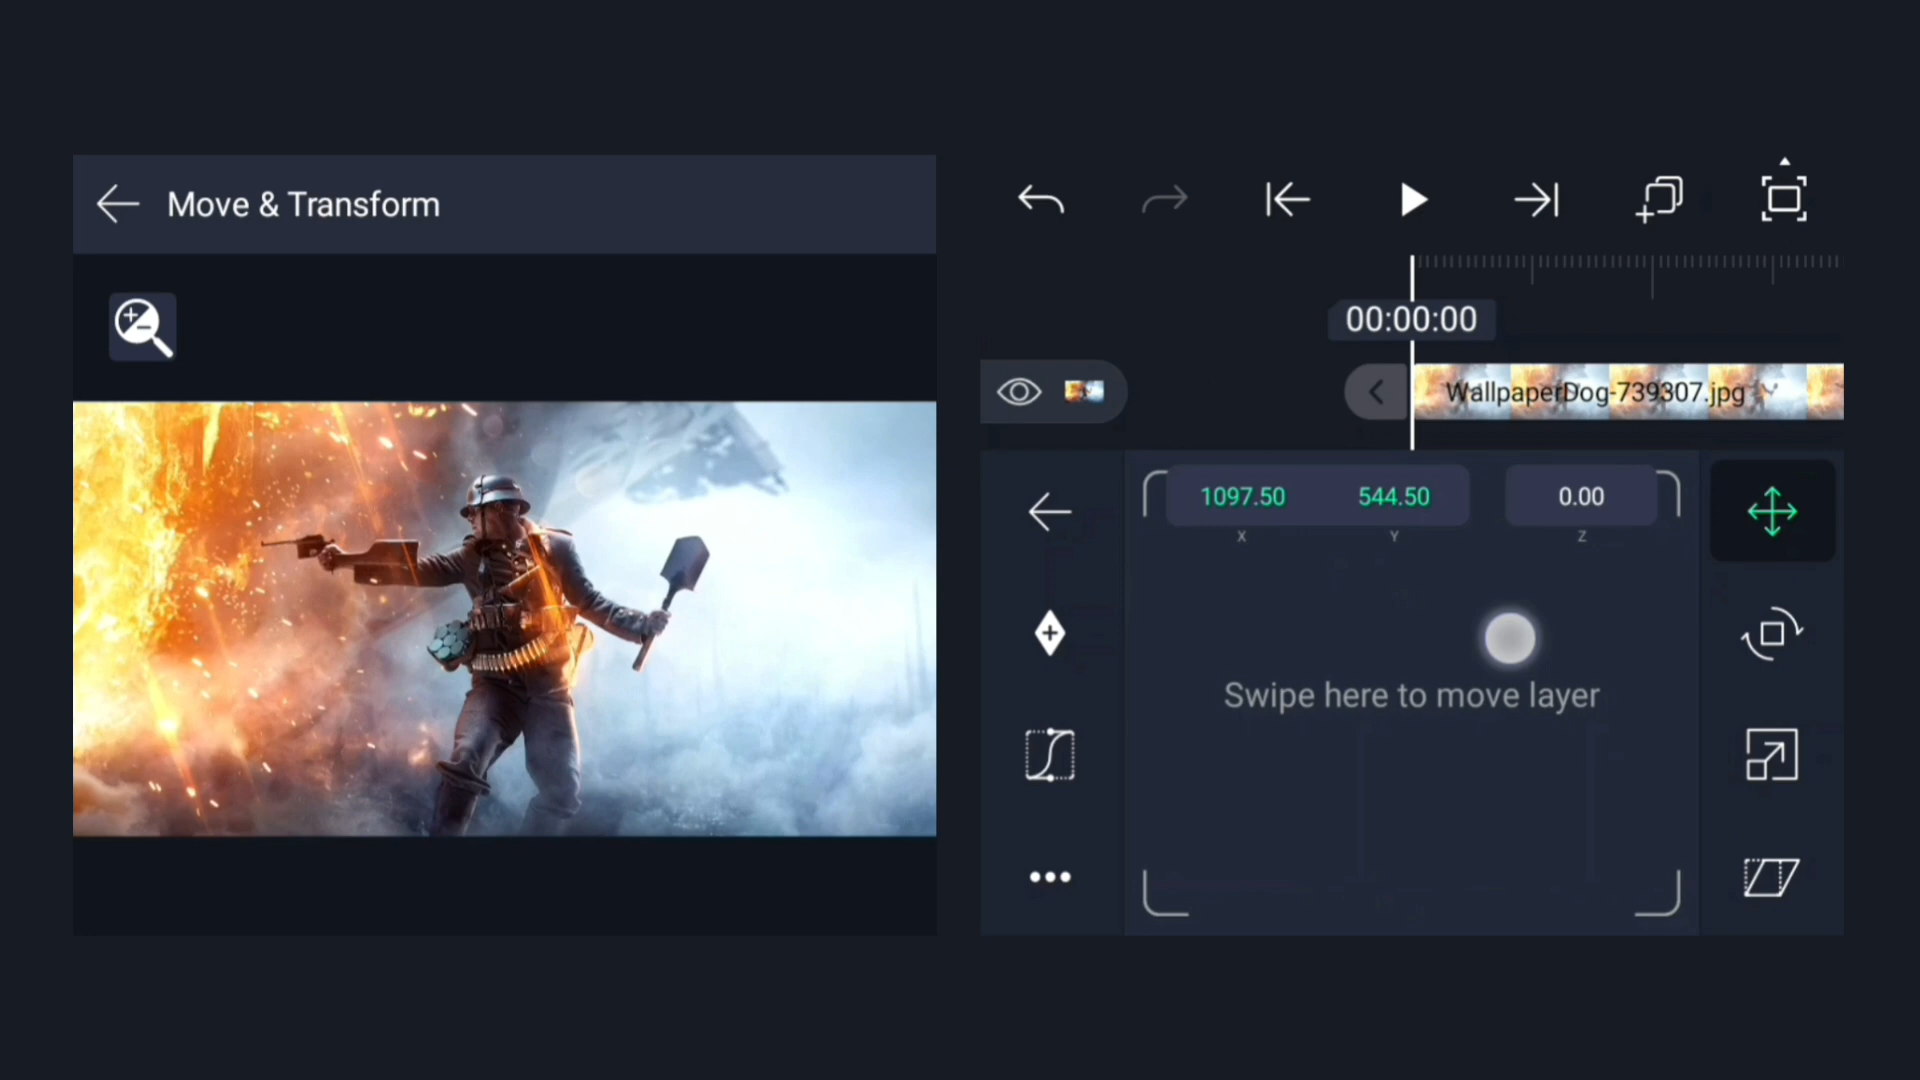 Move & Transform
00:00:00
WallpaperDog-739307.jpg
1097.50 544.50 0.00
X Y Z
Swipe here to move layer